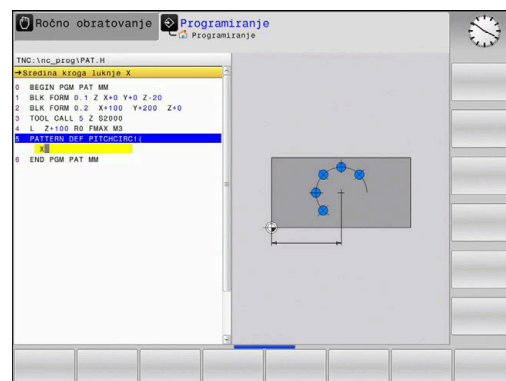 Ročno obratovanje
Programiranje
Programiranje
TNC:\nc_prog\PAT.H
→Sredina kroga luknje X
0 BEGIN PGM PAT MM
1 BLK FORM 0.1 Z X+0 Y+0 Z-20
2 BLK FORM 0.2 X+100 Y+200 Z+0
3 TOOL CALL 5 Z S2000
4 L Z+100 R0 FMAX M3
5 PATTERN DEF PITCHCIRC1(
X
6 END PGM PAT MM